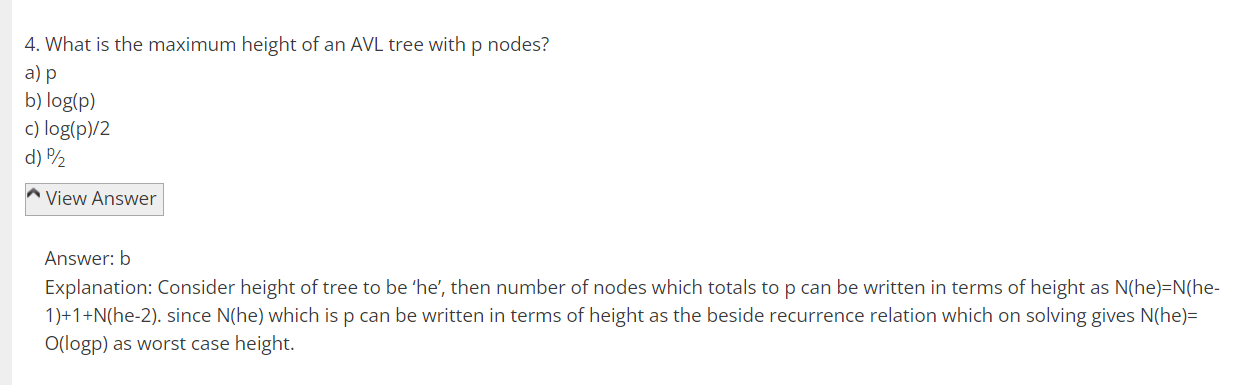 4. What is the maximum height of an AVL tree with p nodes?
a) p
b) log(p)
c) log(p)/2
d) ᵖ⁄₂
View Answer
Answer: b
Explanation: Consider height of tree to be ‘he’, then number of nodes which totals to p can be written in terms of height as N(he)=N(he-
1)+1+N(he-2). since N(he) which is p can be written in terms of height as the beside recurrence relation which on solving gives N(he)=
O(logp) as worst case height.